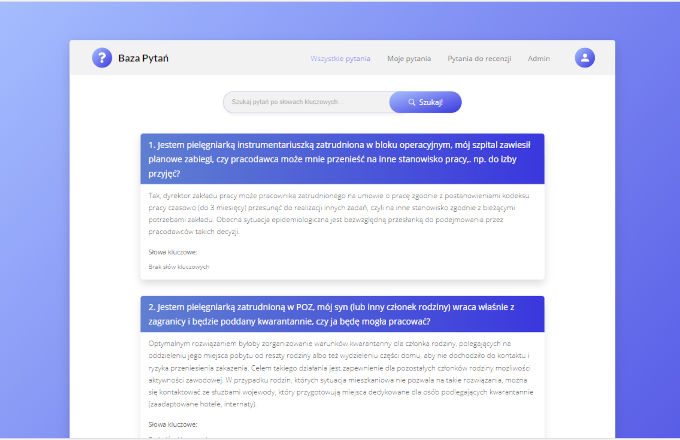 Baza Pytań
Wszystkie pytania
Moje pytania
Pytania do recenzji
Admin
Szukaj pytań po słowach kluczowych...
Szukaj!
1. Jestem pielęgniarką instrumentariuszką zatrudniona w bloku operacyjnym, mój szpital zawiesił
planowe zabiegi, czy pracodawca może mnie przenieść na inne stanowisko pracy,. np. do izby
przyjęć?
Tak, dyrektor zakładu pracy może pracownika zatrudnionego na umowie o pracę zgodnie z postanowieniami kodeksu
pracy czasowo (do 3 miesięcy) przesunąć do realizacji innych zadań, czyli na inne stanowisko zgodnie z bieżącymi
potrzebami zakładu. Obecna sytuacja epidemiologiczna jest bezwzględną przesłanką do podejmowania przez
pracodawców takich decyzji.
Słowa kluczowe:
Brak słów kluczowych
2. Jestem pielęgniarką zatrudnioną w POZ, mój syn (lub inny członek rodziny) wraca właśnie z
zagranicy i będzie poddany kwarantannie, czy ja będę mogła pracować?
Optymalnym rozwiązaniem byłoby zorganizowanie warunków kwarantanny dla członka rodziny, polegających na
oddzieleniu jego miejsca pobytu od reszty rodziny albo też wydzieleniu części domu, aby nie dochodziło do kontaktu i
ryzyka przeniesienia zakażenia. Celem takiego działania jest zapewnienie dla pozostałych członków rodziny możliwości
aktywności zawodowej. W przypadku rodzin, których sytuacja mieszkaniowa nie pozwala na takie rozwiązania, można
się kontaktować ze służbami wojewody, który przygotowują miejsca dedykowane dla osób podlegających kwarantannie
(zaadaptowane hotele, internaty).
Słowa kluczowe: